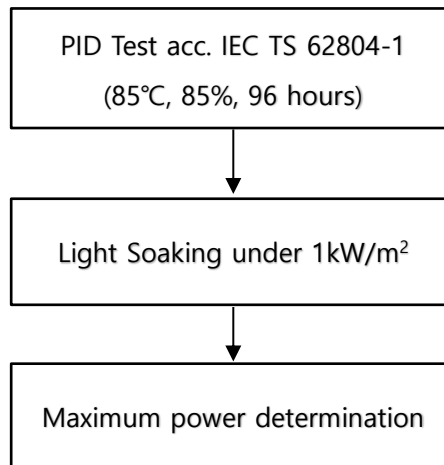 PID Test acc. IEC TS 62804-1
(85℃, 85%, 96 hours)
Light Soaking under 1kW/m²
Maximum power determination